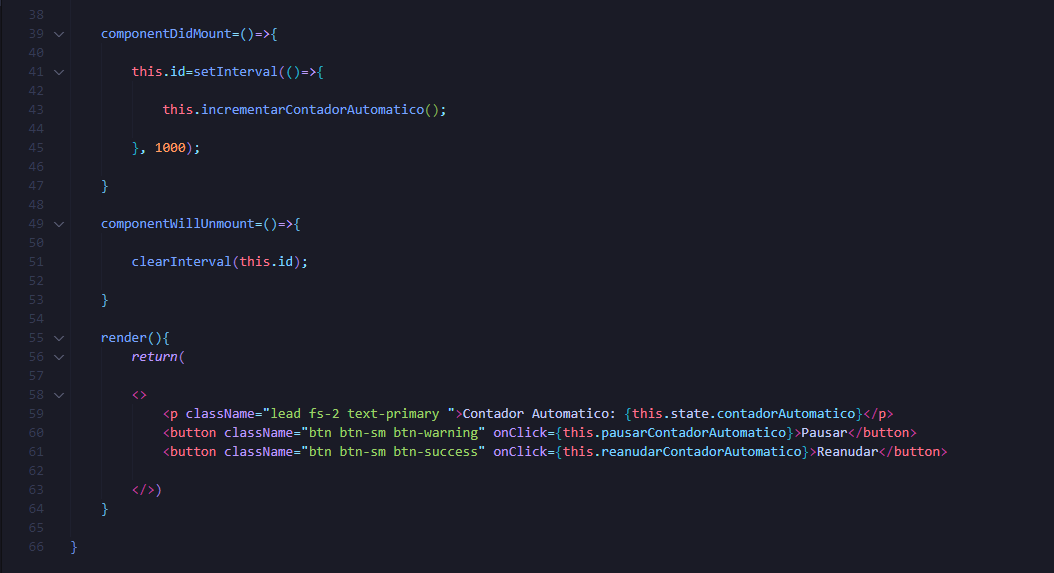 38
39 componentDidMount=()=>{
40
41 this.id=setInterval(()=>{
42
43 this.incrementarContadorAutomatico();
44
45 }, 1000);
46
47 }
48
49 componentWillUnmount=()=>{
50
51 clearInterval(this.id);
52
53 }
54
55 render(){
56 return(
57
58 <>
59 <p className="lead fs-2 text-primary ">Contador Automatico: {this.state.contadorAutomatico}</p>
60 <button className="btn btn-sm btn-warning" onClick={this.pausarContadorAutomatico}>Pausar</button>
61 <button className="btn btn-sm btn-success" onClick={this.reanudarContadorAutomatico}>Reanudar</button>
62
63 </>)
64 }
65
66 }